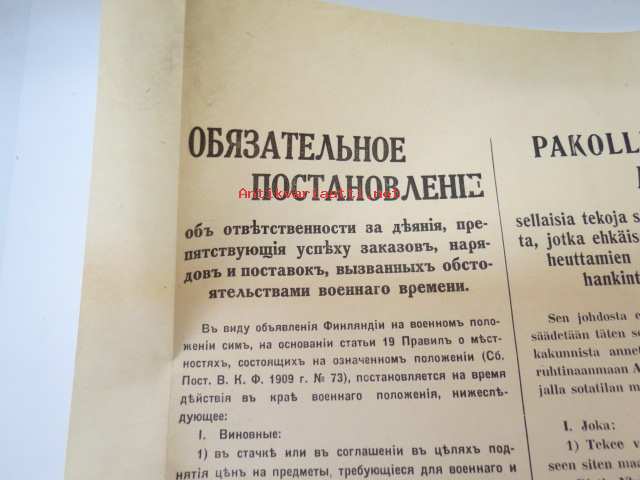 ОБЯЗАТЕЛЬНОЕ
ПОСТАНОВЛЕНІЕ
объ отвѣтственности за дѣянія, пре-
пятствующія успѣху заказовъ, наря-
довъ и поставокъ, вызванныхъ обсто-
ятельствами военнаго времени.
Въ виду объявленія Финляндіи на военномъ поло-
женіи симъ, на основаніи статьи 19 Правилъ о мѣст-
ностяхъ, состоящихъ на означенномъ положеніи (Сб.
Пост. В. К. Ф. 1909 г. № 73), постановляется на время
дѣйствія въ краѣ военнаго положенія, нижеслѣ-
дующее:
I. Виновные:
1) въ стачкѣ или въ соглашеніи въ цѣляхъ под-
нятія цѣнъ на предметы, требующіеся для военнаго и
PAKOLL
sellaisia tekoja s
ta, jotka ehkäis
heuttamien
hankint
Sen johdosta e
säädetään täten s
kakunnista annet
ruhtinaanmaan A
jalla sotatilan m
I. Joka:
1) Tekee v
seen siten maa
Antikvariaatti.net